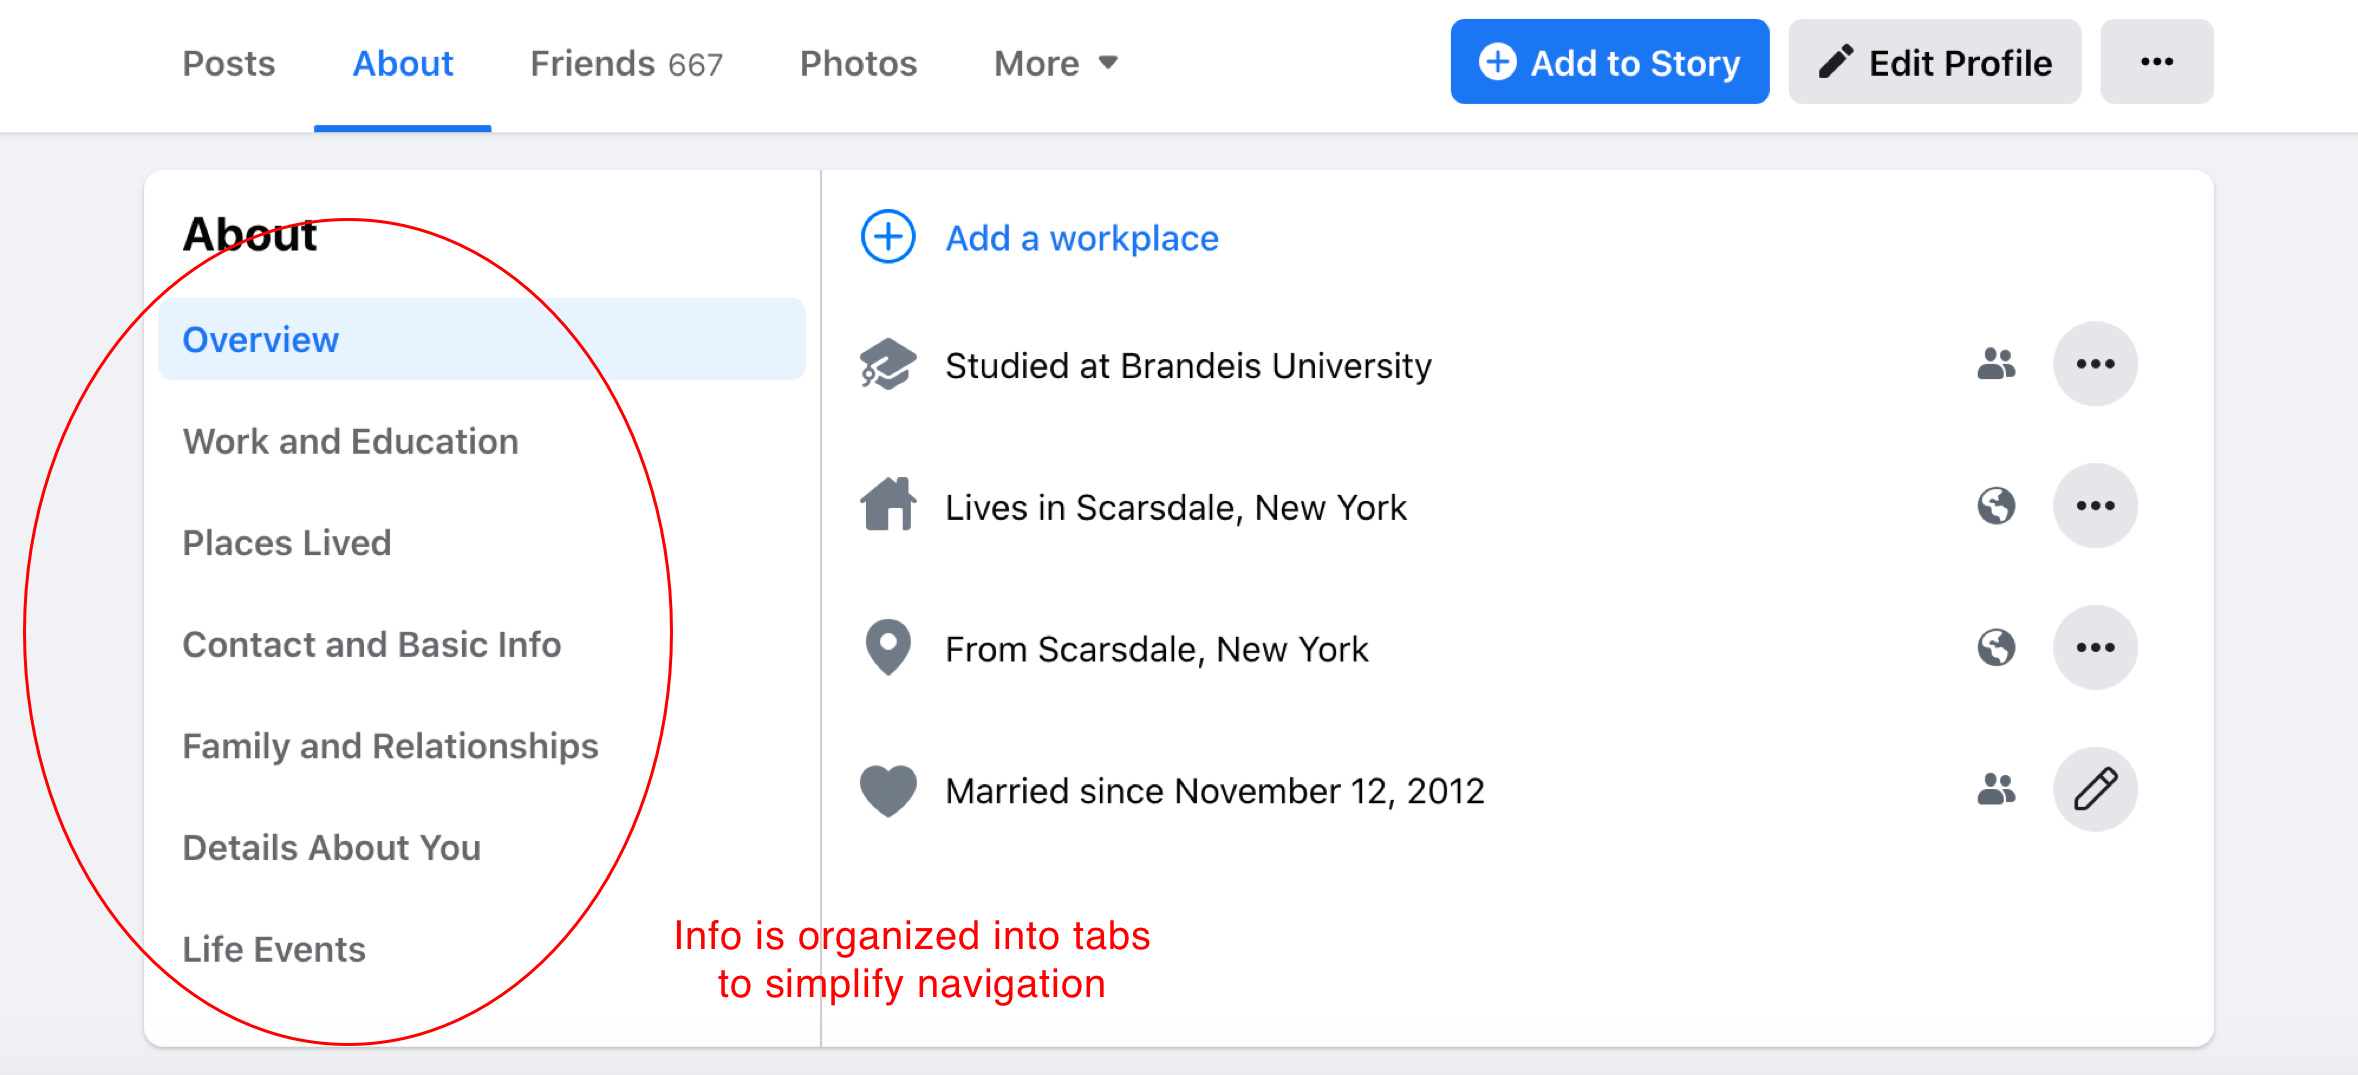 Posts About Friends 667 Photos More Add to Story Edit Profile
About
Overview
Work and Education
Places Lived
Contact and Basic Info
Family and Relationships
Details About You
Life Events
Add a workplace
Studied at Brandeis University
Lives in Scarsdale, New York
From Scarsdale, New York
Married since November 12, 2012
Info is organized into tabs
to simplify navigation